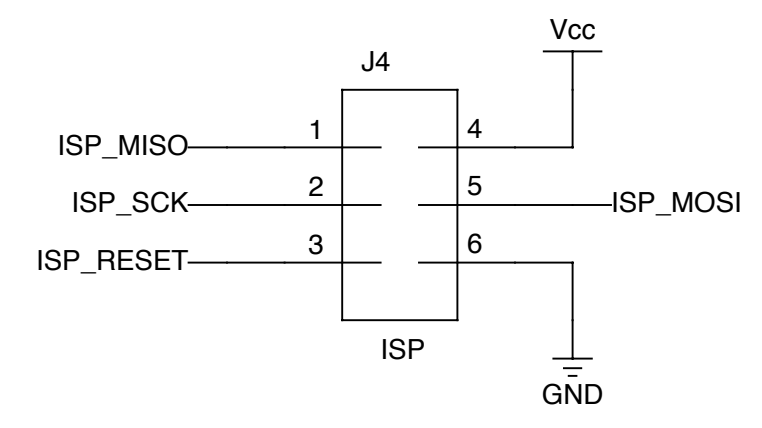 Vcc
J4
ISP_MISO 1 4
ISP_SCK 2 5 ISP_MOSI
ISP_RESET 3 6
ISP
GND